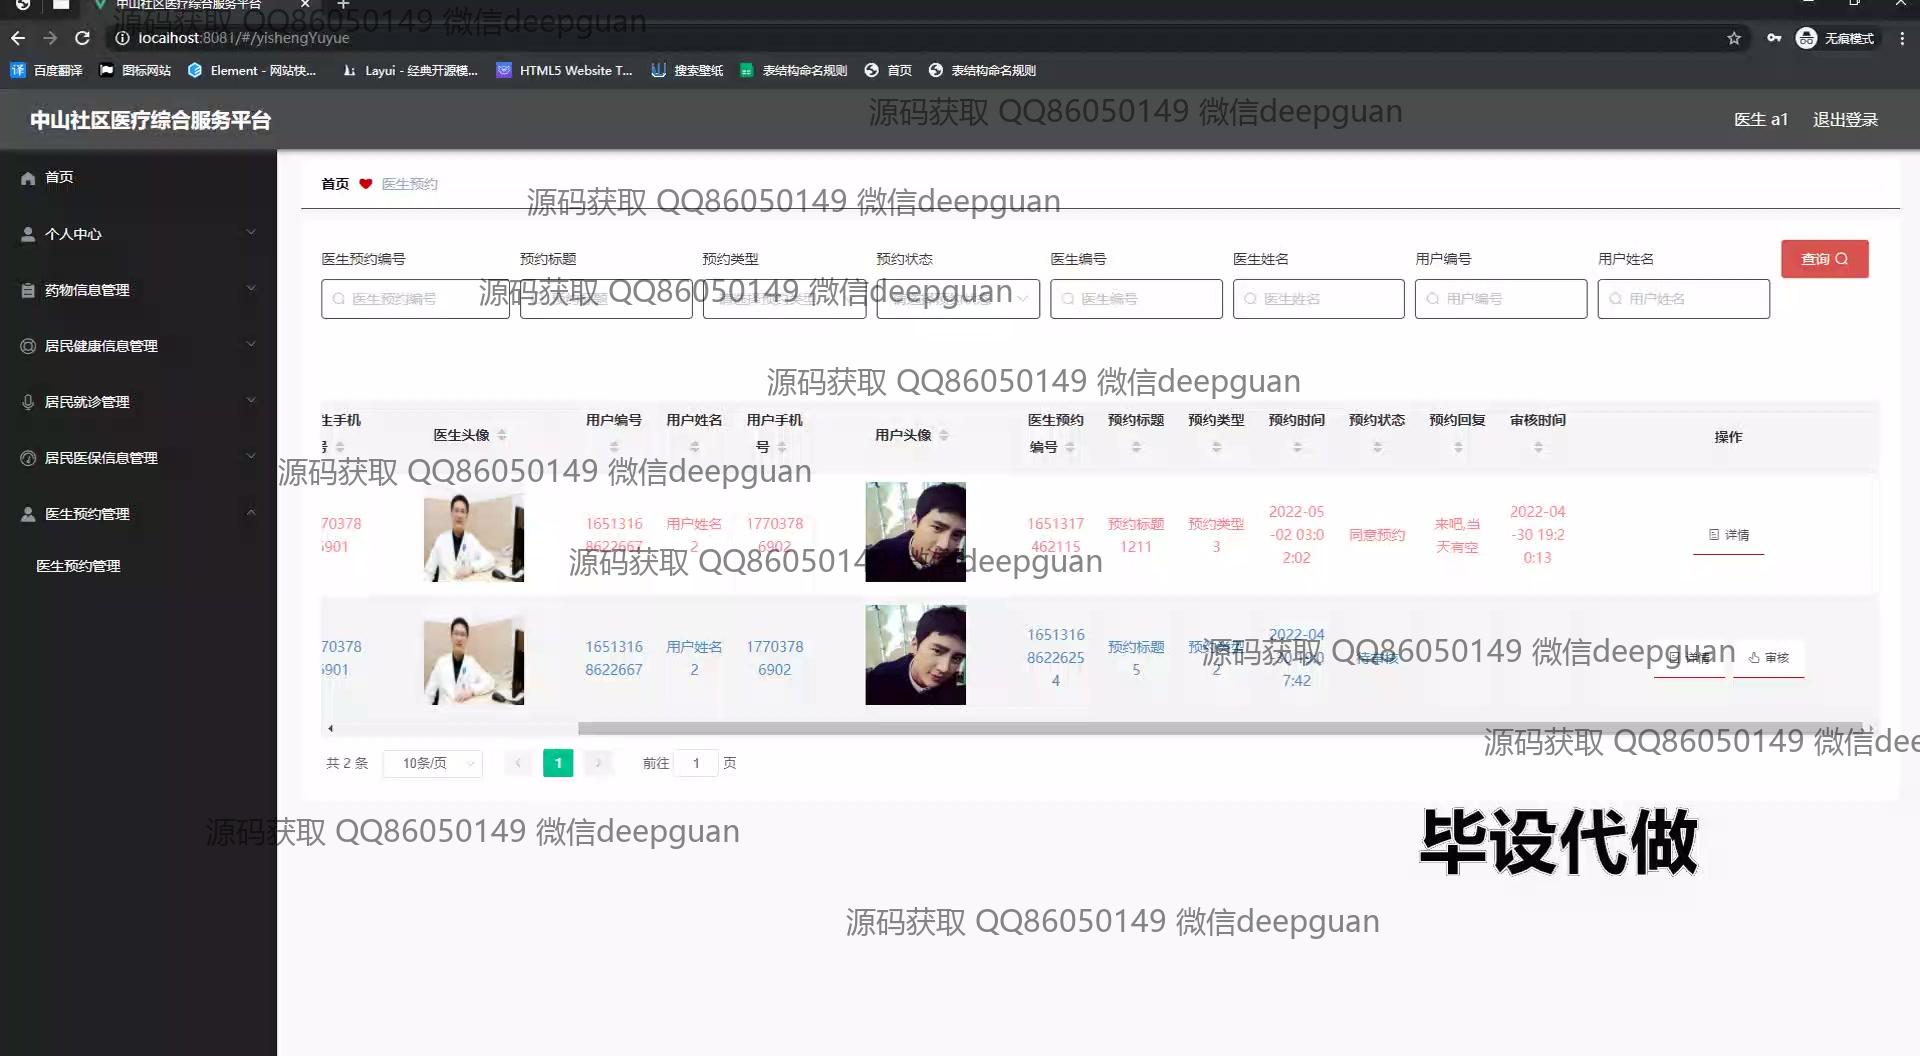 中山社区医疗综合服务平台
源码获取 QQ86050149 微信deepguan
localhost:8081/#/yishengYuyue
无痕模式
百度翻译
图标网站
Element - 网站快...
Layui - 经典开源模...
HTML5 Website T...
搜索壁纸
表结构命名规则
首页
表结构命名规则
中山社区医疗综合服务平台
源码获取 QQ86050149 微信deepguan
医生 a1
退出登录
首页
个人中心
药物信息管理
居民健康信息管理
居民就诊管理
居民医保信息管理
医生预约管理
医生预约管理
首页
医生预约
源码获取 QQ86050149 微信deepguan
医生预约编号
预约标题
预约类型
预约状态
医生编号
医生姓名
用户编号
用户姓名
查询
医生预约编号
源码获取 QQ86050149 微信deepguan
医生编号
医生姓名
用户编号
用户姓名
源码获取 QQ86050149 微信deepguan
生手机
号
医生头像
用户编号
用户姓名
用户手机
号
用户头像
医生预约
编号
预约标题
预约类型
预约时间
预约状态
预约回复
审核时间
操作
源码获取 QQ86050149 微信deepguan
770378
6901
1651316
8622667
用户姓名
2
1770378
6902
1651317
462115
预约标题
1211
预约类型
3
2022-05
-02 03:0
2:02
同意预约
来吧,当
天有空
2022-04
-30 19:2
0:13
详情
源码获取 QQ86050149 微信deepguan
770378
6901
1651316
8622667
用户姓名
2
1770378
6902
1651316
8622625
4
预约标题
5
预约类型
2
2022-04
-30 19:0
7:42
待审核
详情
审核
源码获取 QQ86050149 微信deepguan
源码获取 QQ86050149 微信dee
共 2 条
10条/页
1
前往
1
页
源码获取 QQ86050149 微信deepguan
毕设代做
源码获取 QQ86050149 微信deepguan